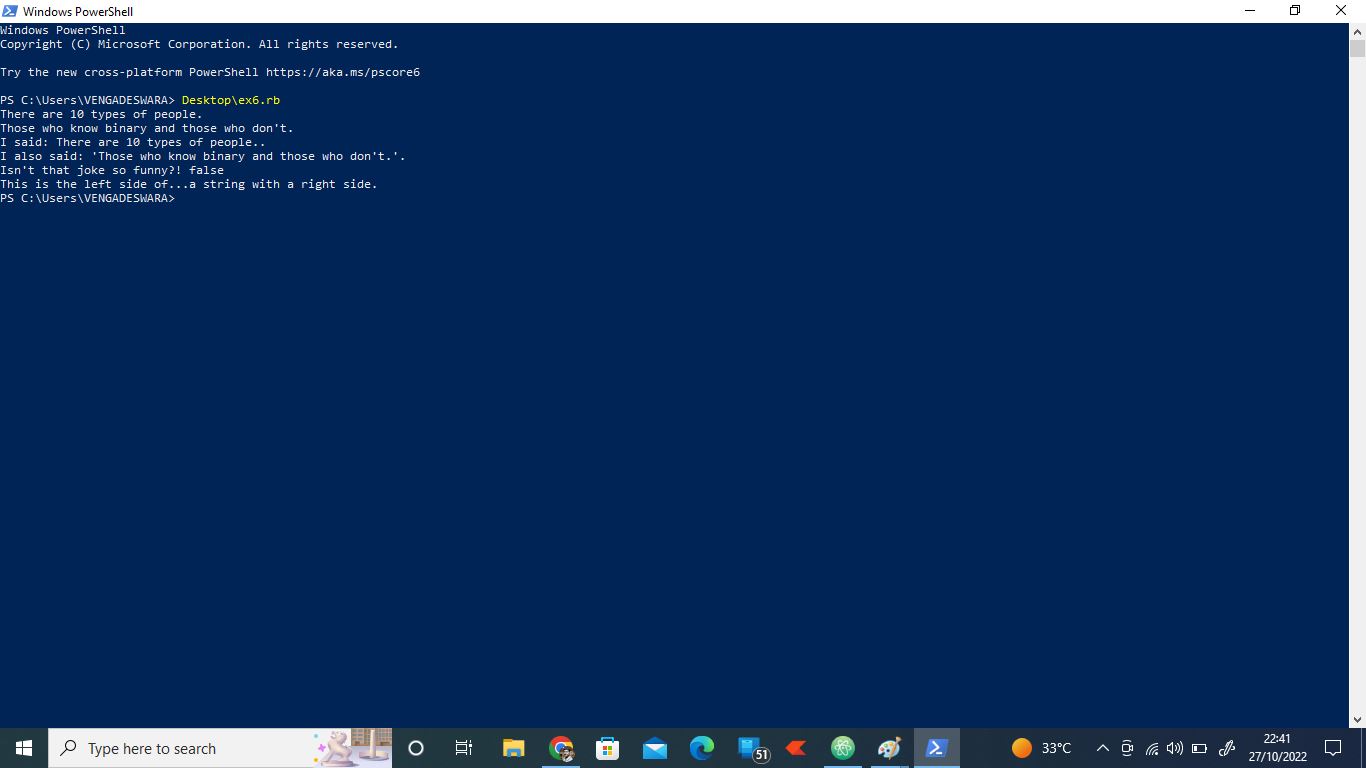 Windows PowerShell
Windows PowerShell
Copyright (C) Microsoft Corporation. All rights reserved.
Try the new cross-platform PowerShell https://aka.ms/pscore6
PS C:\Users\VENGADESWARA> Desktop\ex6.rb
There are 10 types of people.
Those who know binary and those who don't.
I said: There are 10 types of people..
I also said: 'Those who know binary and those who don't.'.
Isn't that joke so funny?! false
This is the left side of...a string with a right side.
PS C:\Users\VENGADESWARA>
Type here to search
51
33°C
22:41
27/10/2022